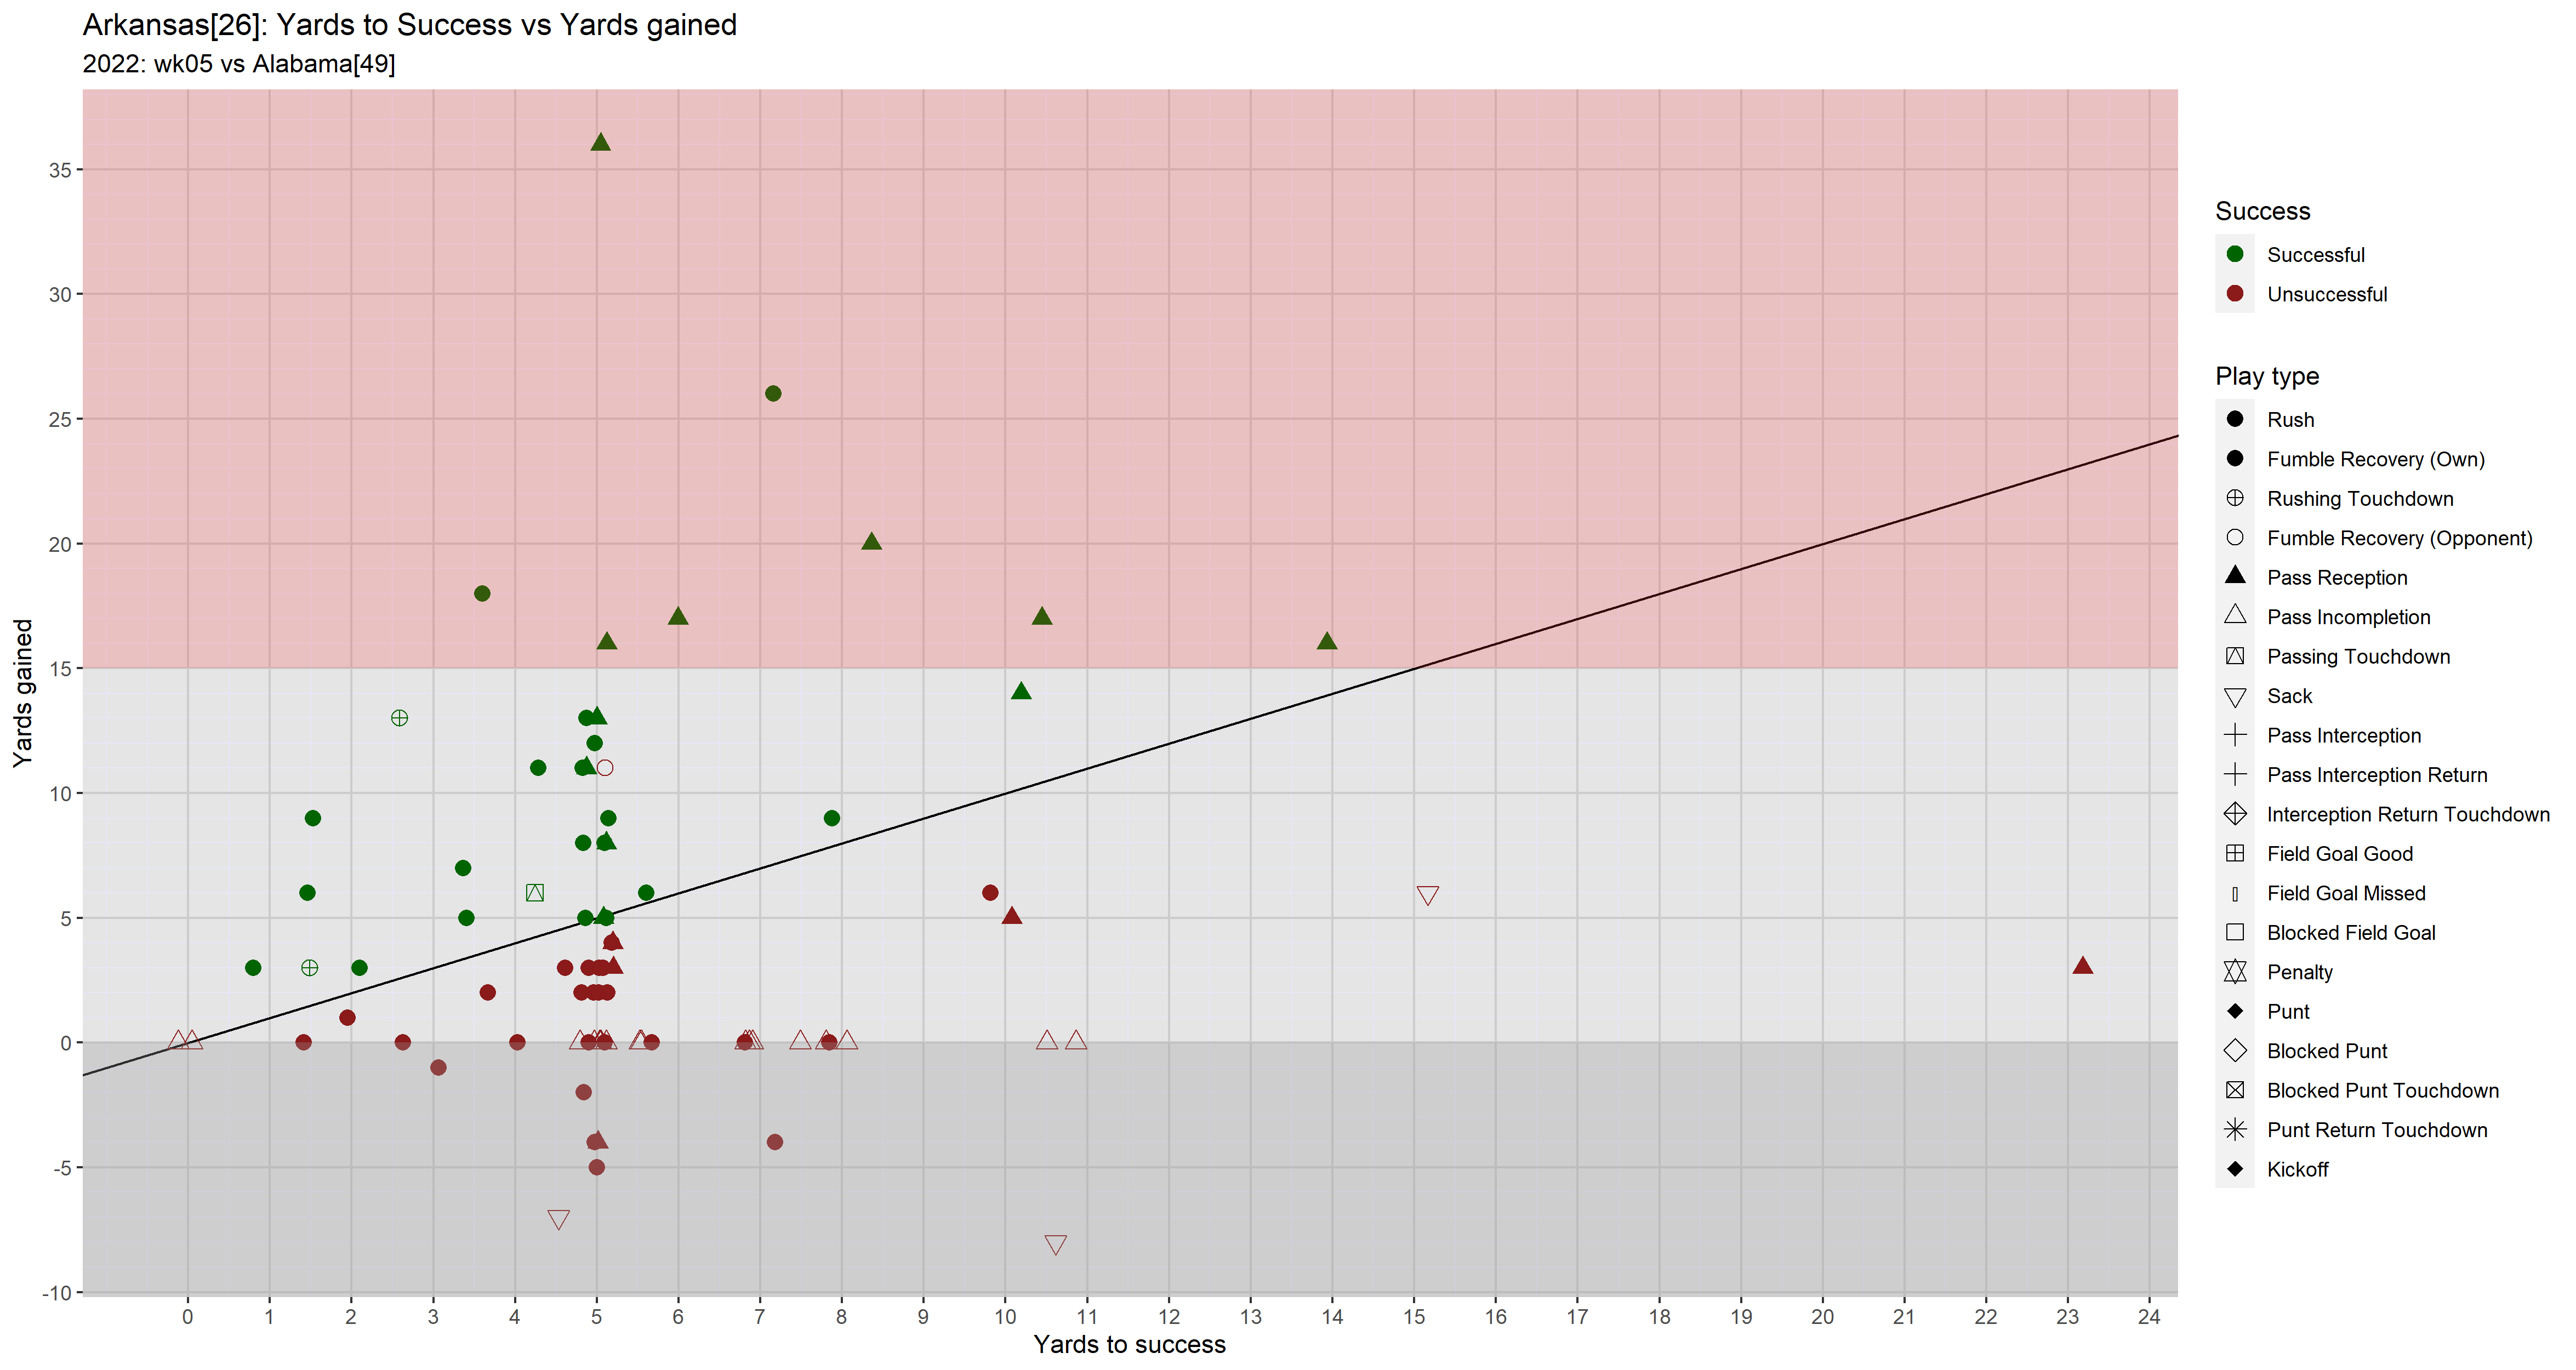 Arkansas[26]: Yards to Success vs Yards gained
2022: wk05 vs Alabama[49]
Yards gained
35
30
25
20
15
10
5
0
-5
-10
0 1 2 3 4 5 6 7 8 9 10 11 12 13 14 15 16 17 18 19 20 21 22 23 24
Yards to success
Success
Successful
Unsuccessful
Play type
Rush
Fumble Recovery (Own)
Rushing Touchdown
Fumble Recovery (Opponent)
Pass Reception
Pass Incompletion
Passing Touchdown
Sack
Pass Interception
Pass Interception Return
Interception Return Touchdown
Field Goal Good
Field Goal Missed
Blocked Field Goal
Penalty
Punt
Blocked Punt
Blocked Punt Touchdown
Punt Return Touchdown
Kickoff